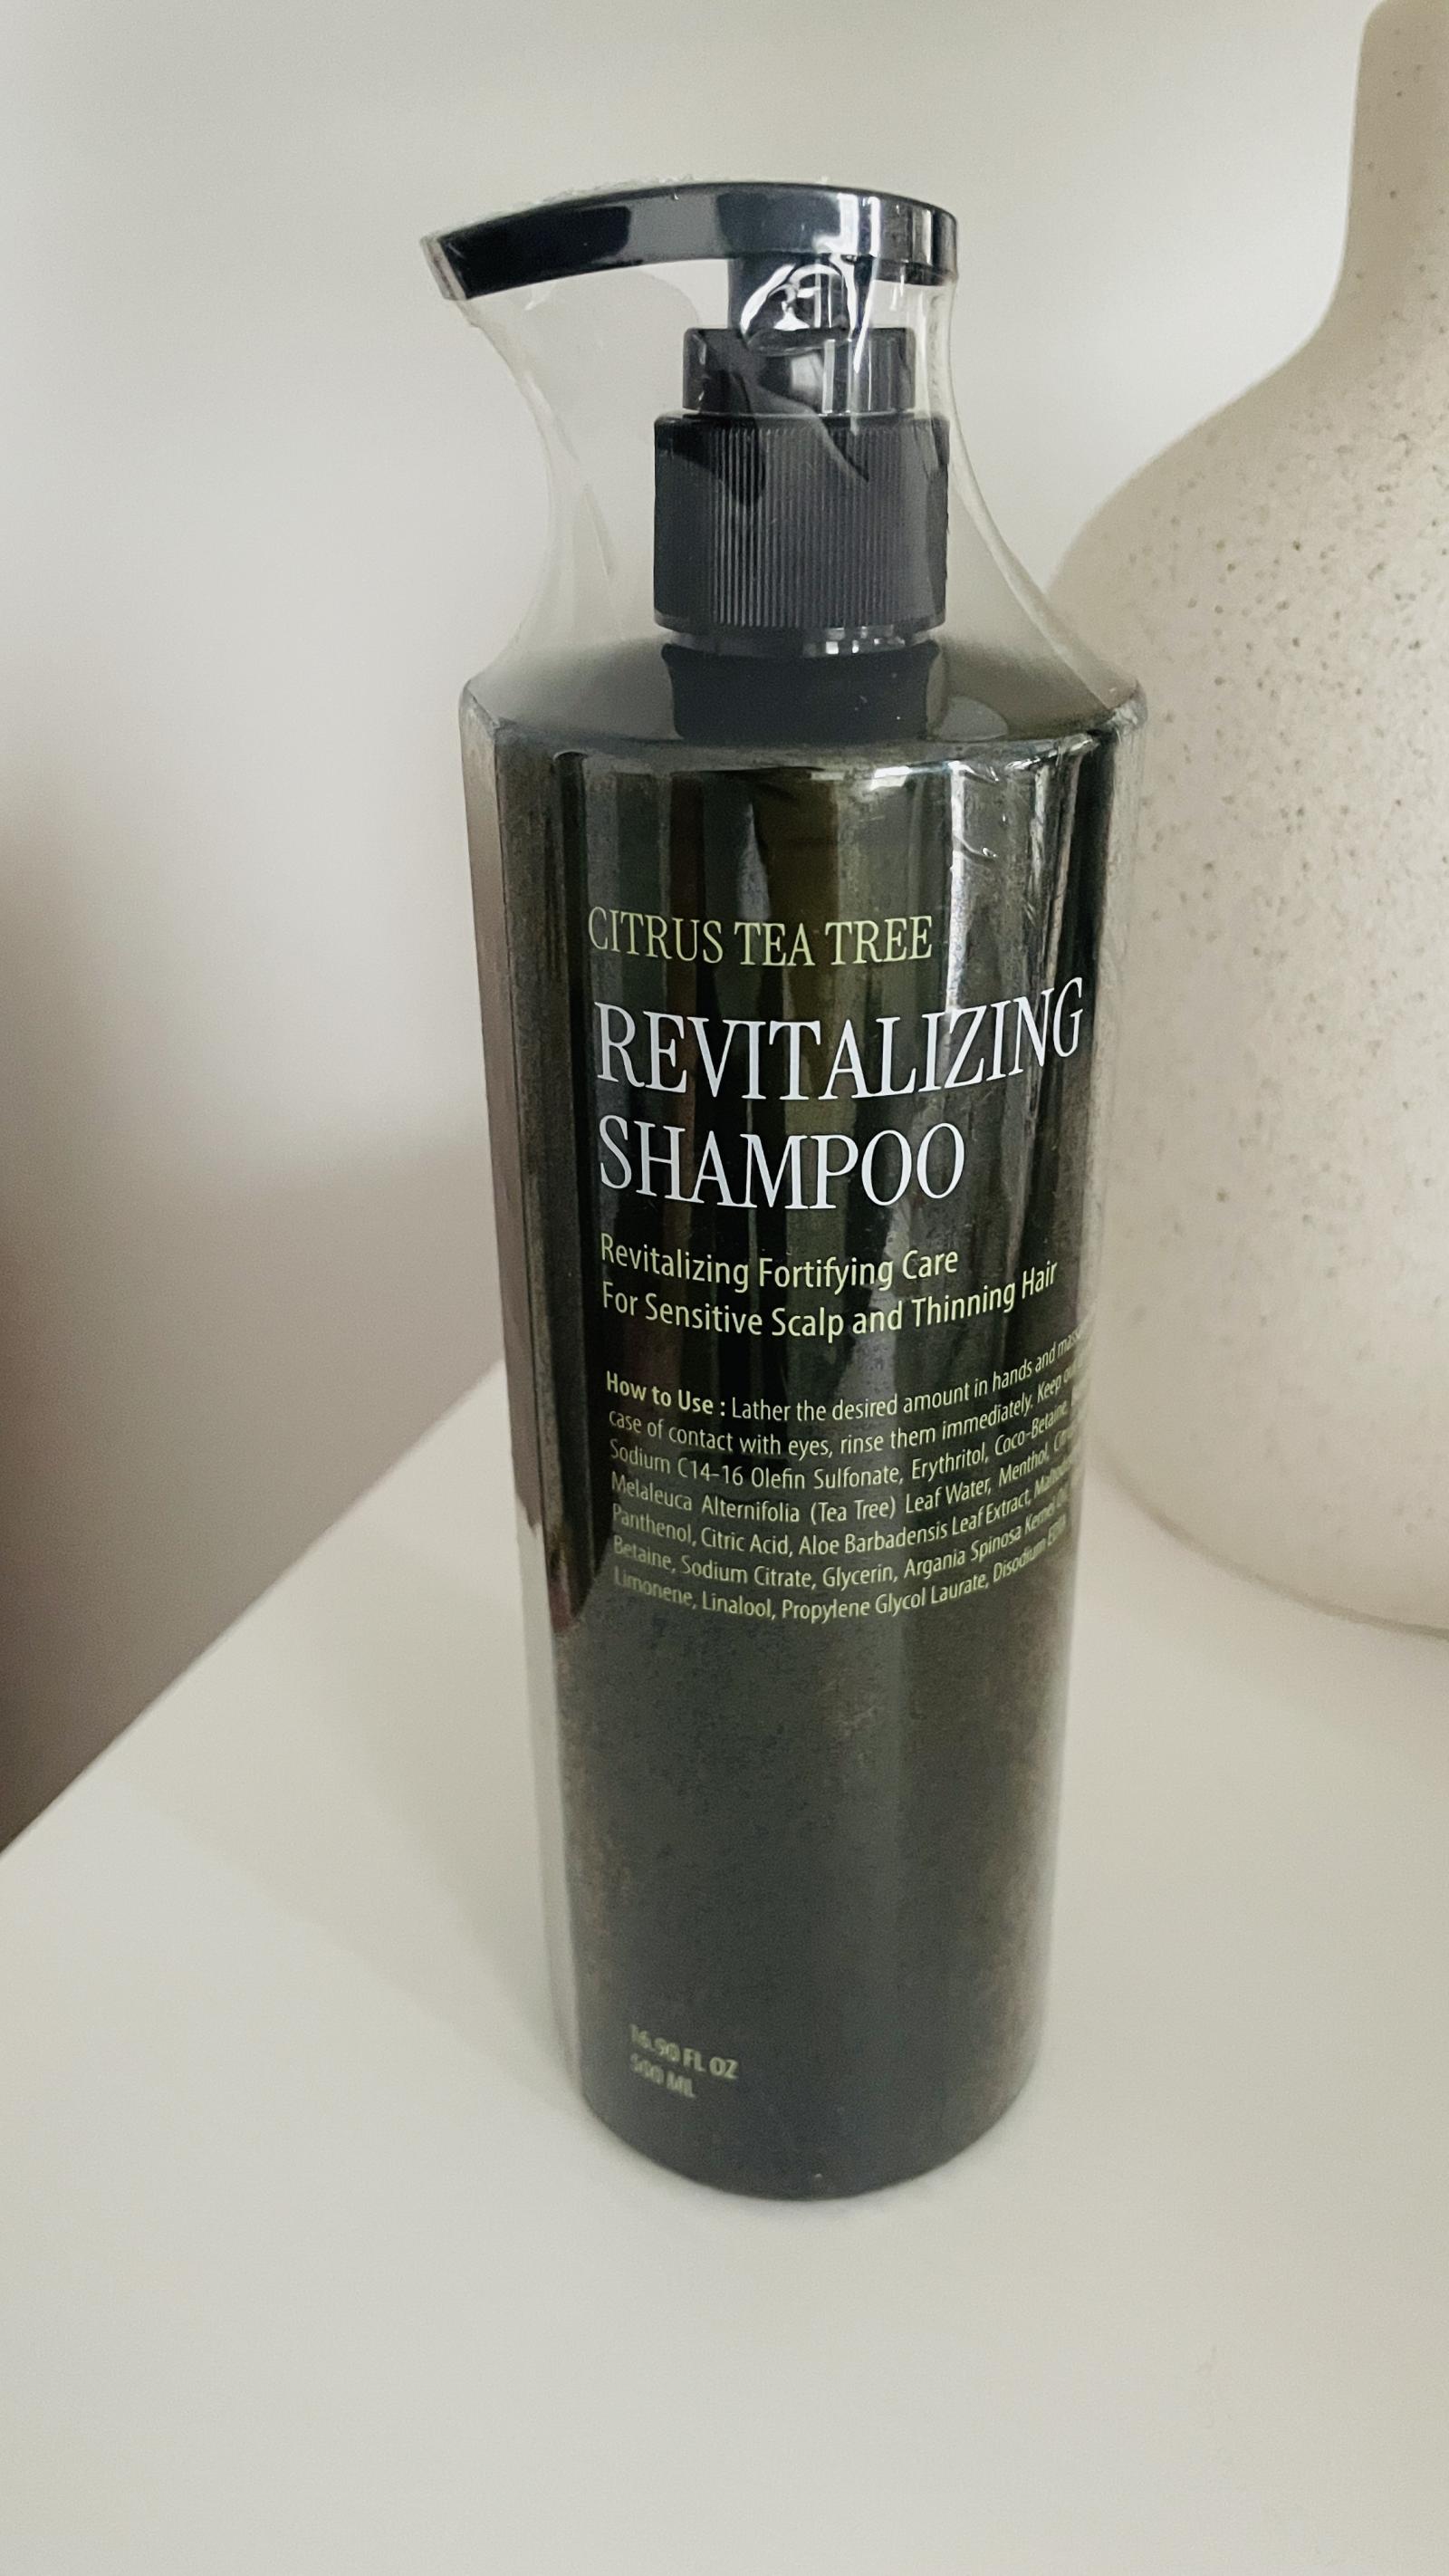 CITRUS TEA TREE
REVITALIZING
SHAMPOO
Revitalizing Fortifying Care
For Sensitive Scalp and Thinning Hair
How to Use : Lather the desired amount in hands and
case of contact with eyes, rinse them immediately. Keep
Sodium C14-16 Olefin Sulfonate, Erythritol, Coco-Betaine,
Melaleuca Alternifolia (Tea Tree) Leaf Water, Menthol,
Panthenol, Citric Acid, Aloe Barbadensis Leaf Extract,
Betaine, Sodium Citrate, Glycerin, Argania Spinosa Kernel
Limonene, Linalool, Propylene Glycol Laurate, Disodium EDTA
16.90 FL OZ
500 ML